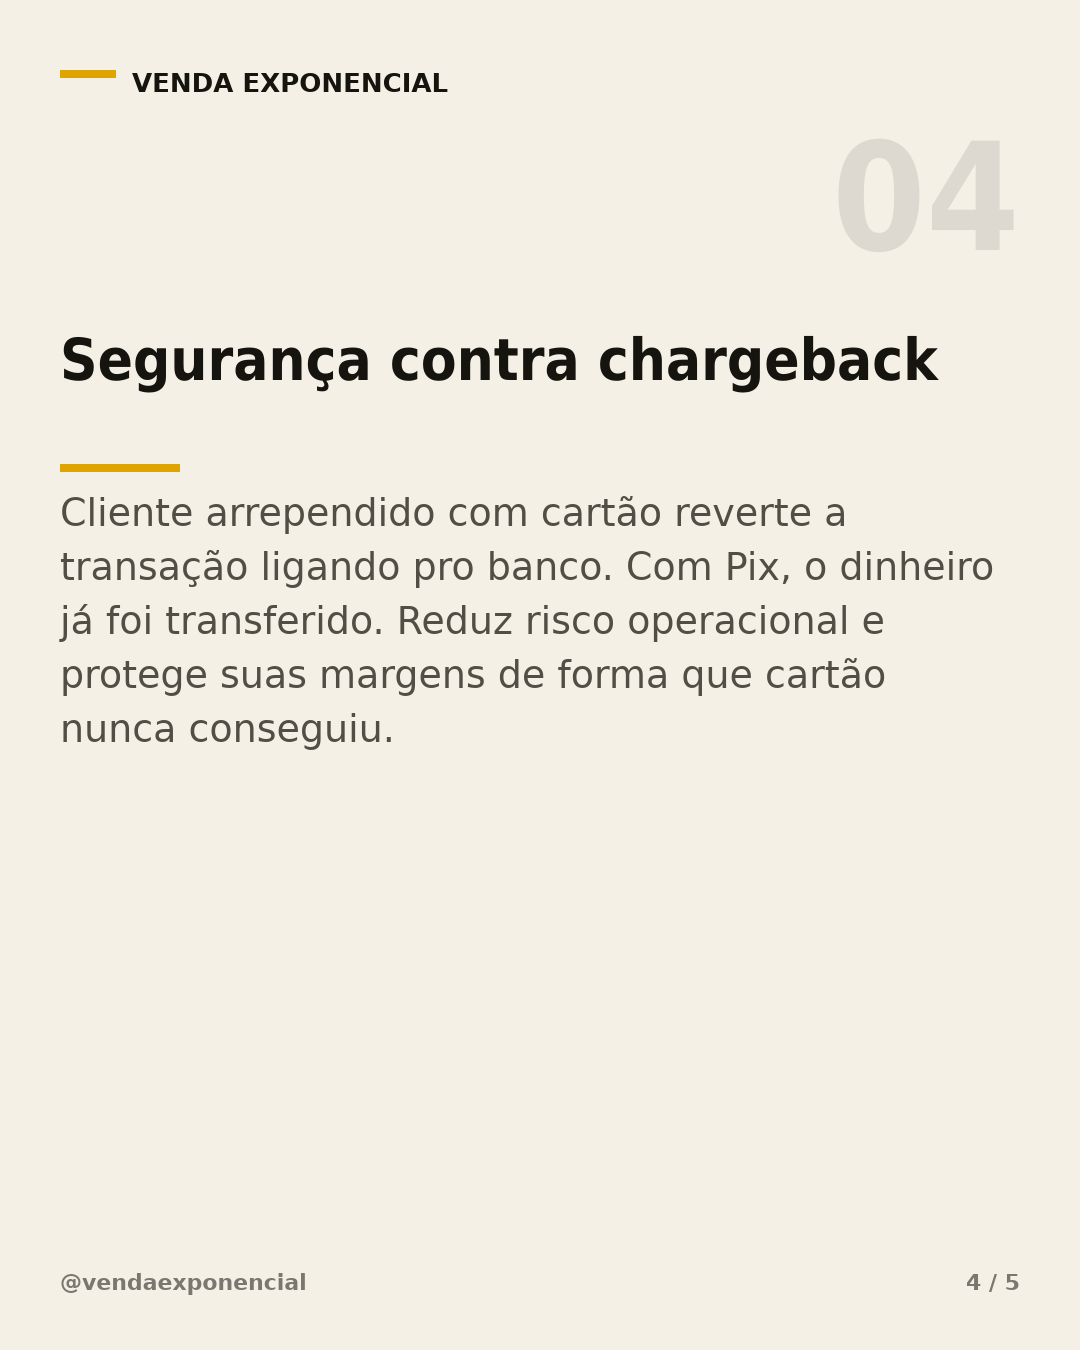 VENDA EXPONENCIAL
04
Segurança contra chargeback
Cliente arrependido com cartão reverte a
transação ligando pro banco. Com Pix, o dinheiro
já foi transferido. Reduz risco operacional e
protege suas margens de forma que cartão
nunca conseguiu.
@vendaexponencial
4 / 5